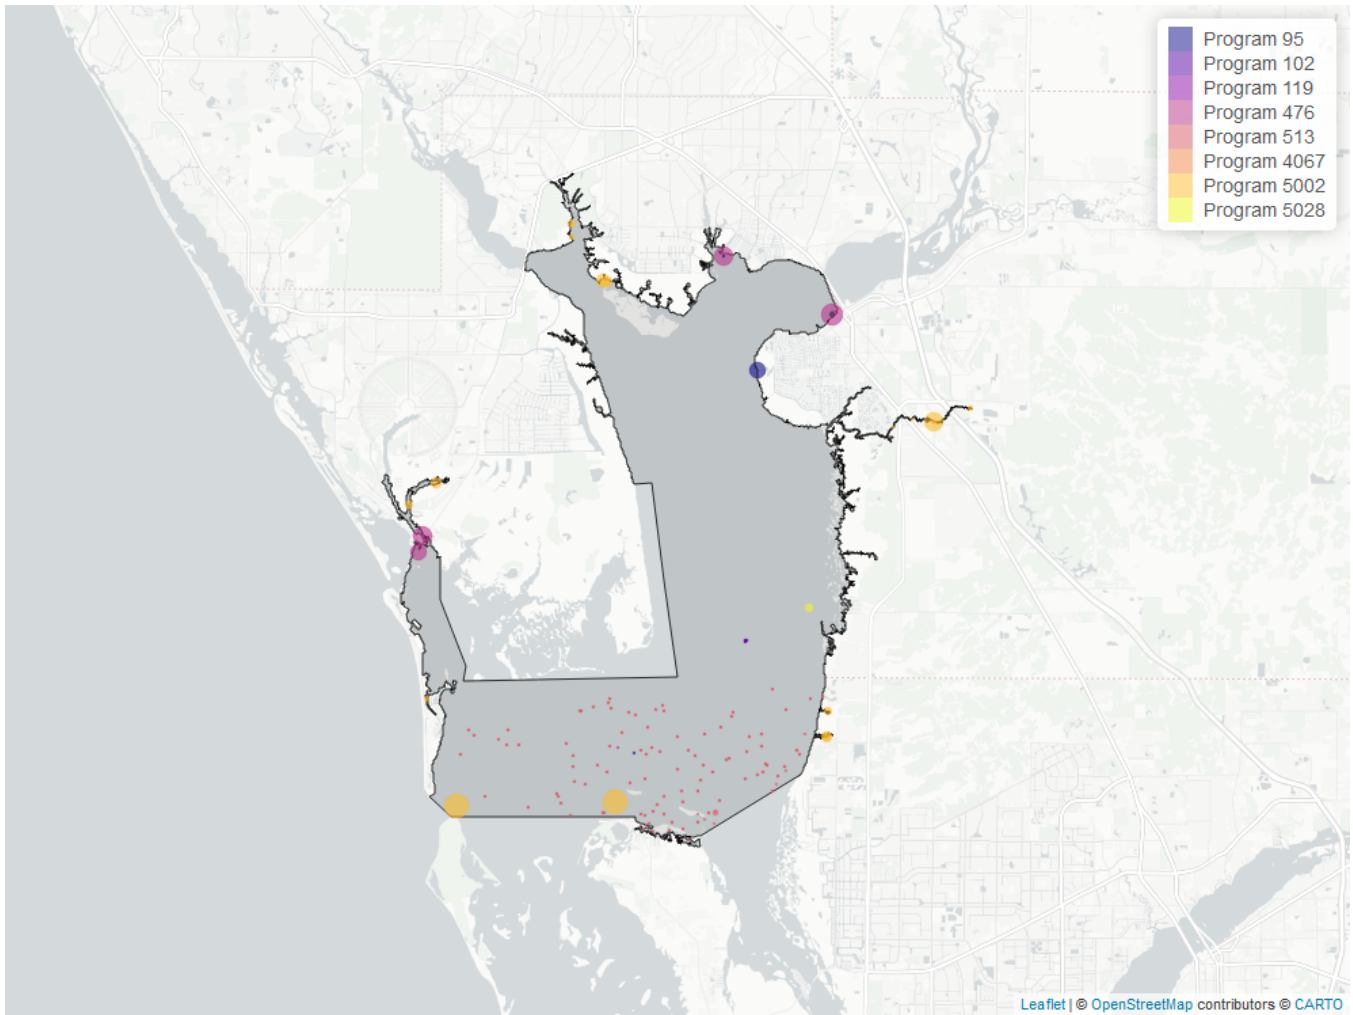 Program 95
Program 102
Program 119
Program 476
Program 513
Program 4067
Program 5002
Program 5028
Leaflet | © OpenStreetMap contributors © CARTO